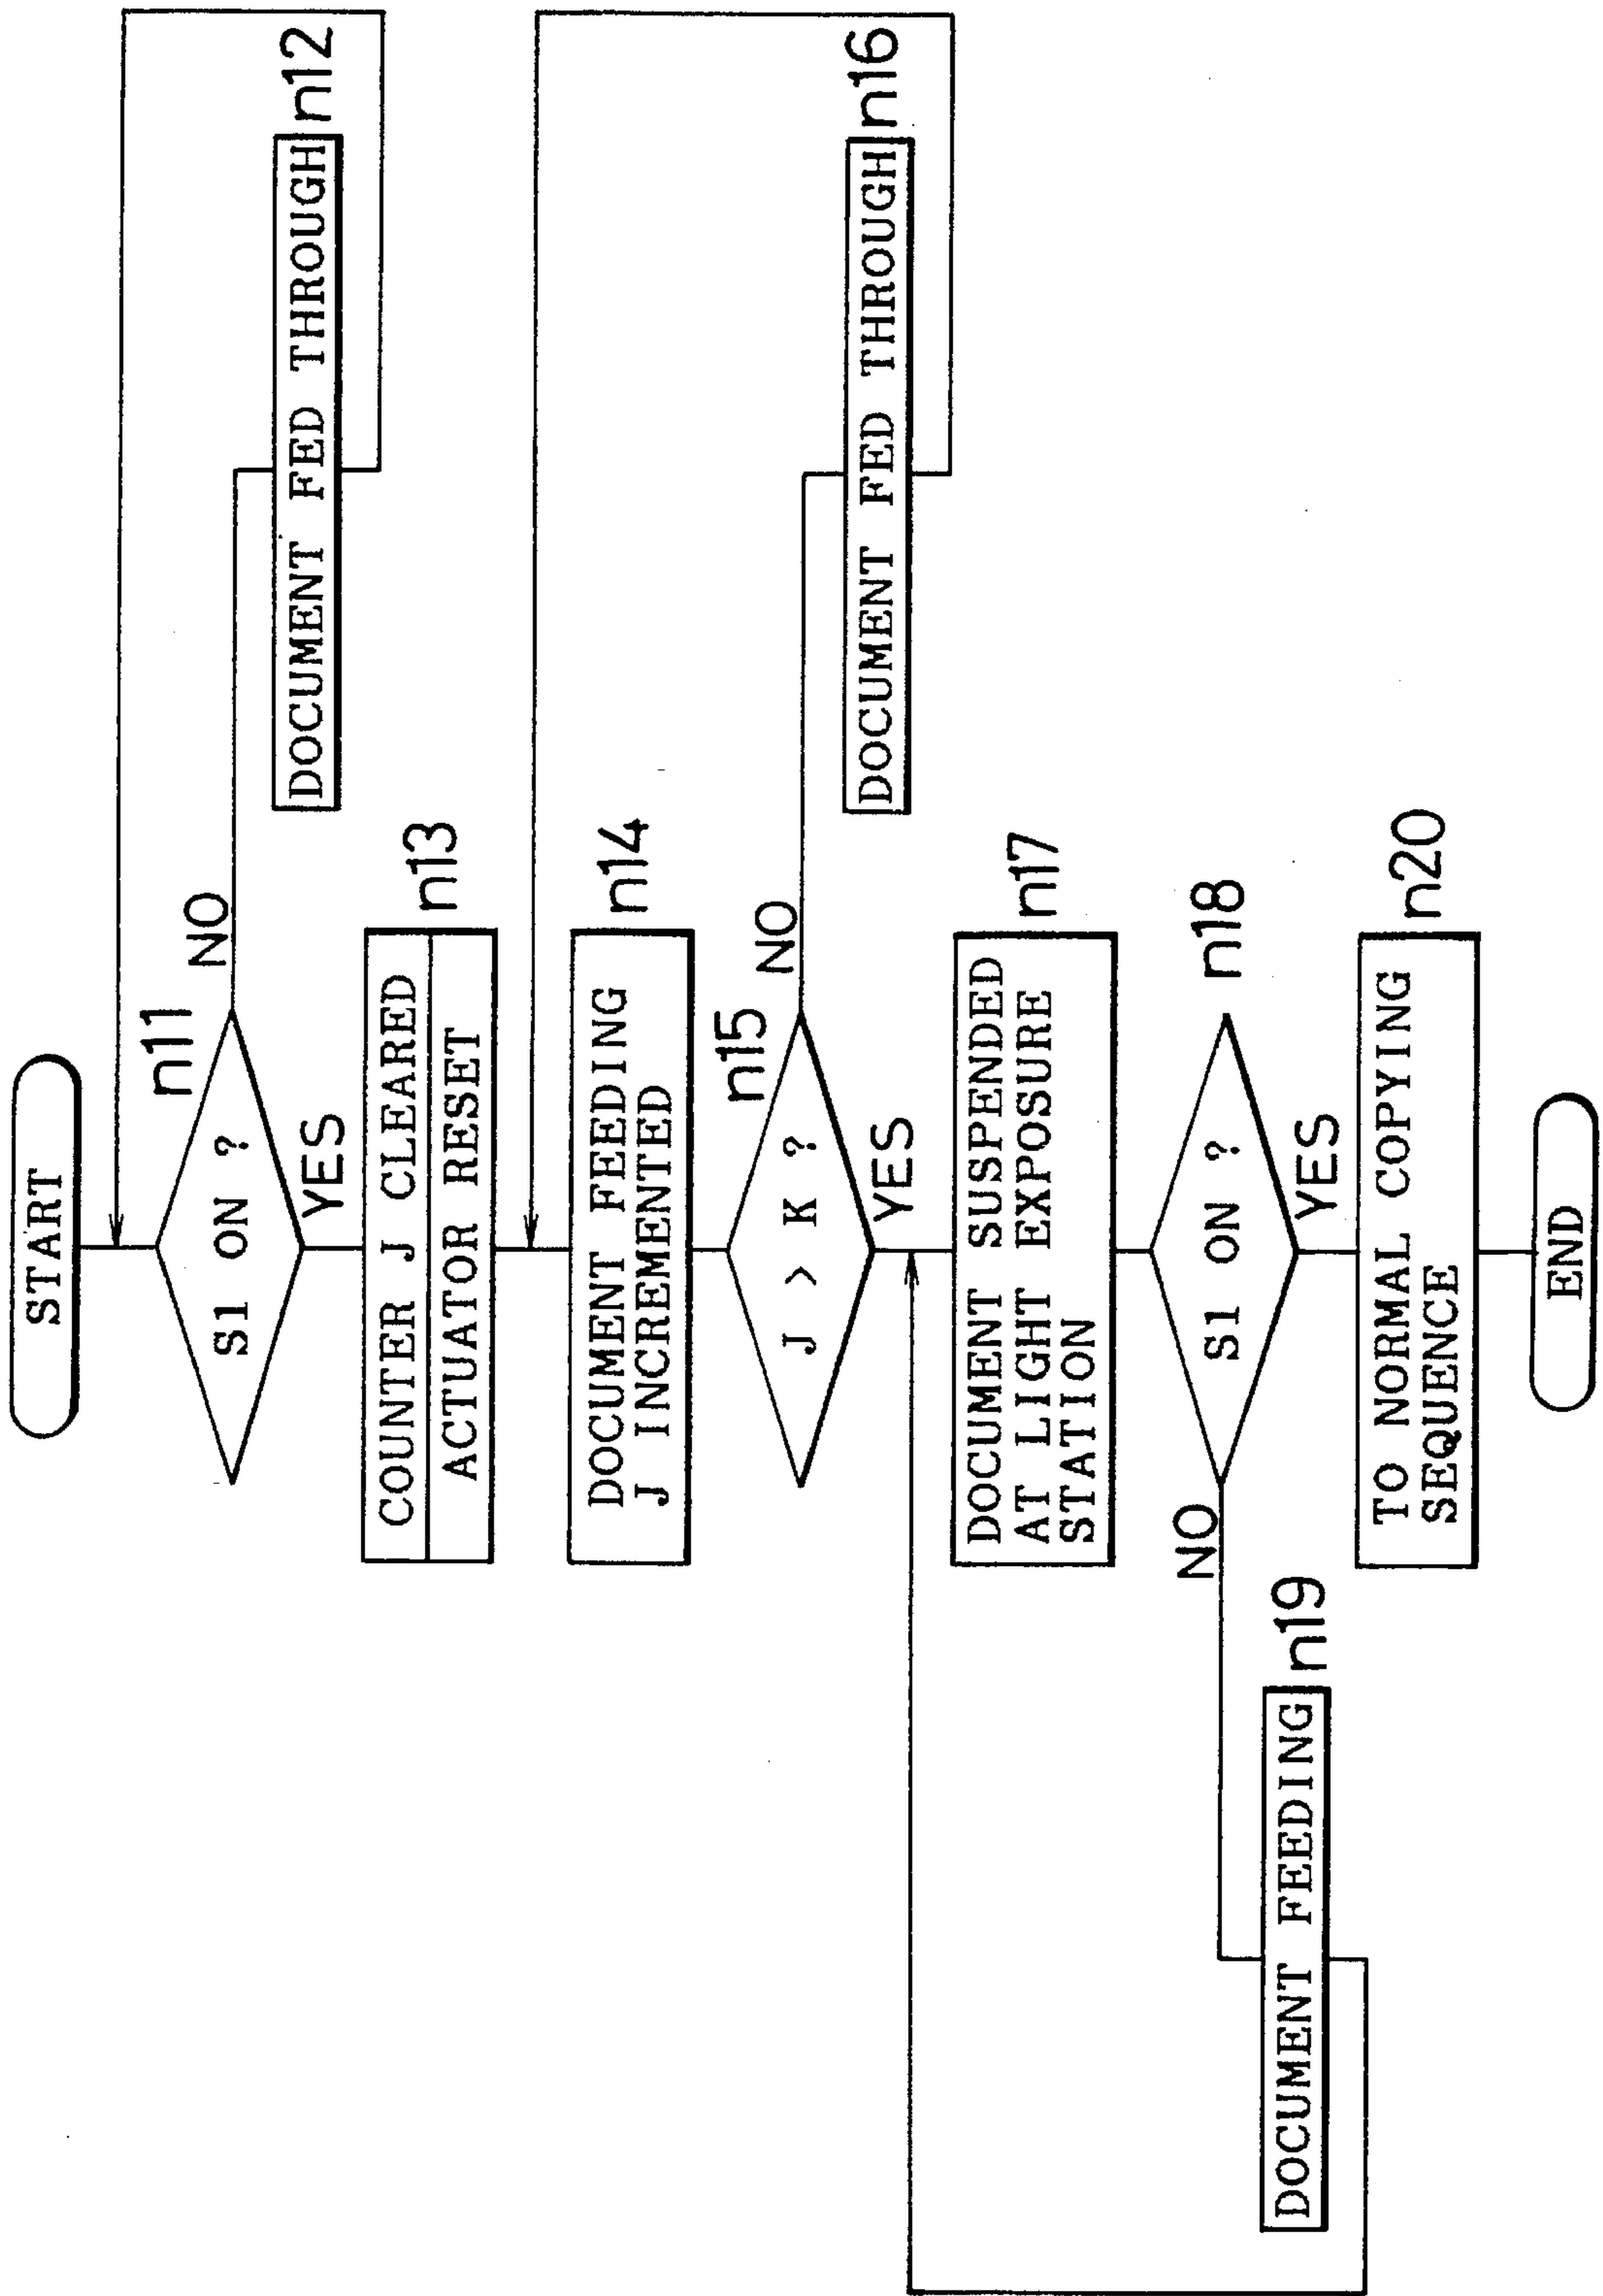 START
n11
S1 ON ?
NO
YES
DOCUMENT FED THROUGH
n12
COUNTER J CLEARED
ACTUATOR RESET
n13
DOCUMENT FEEDING
J INCREMENTED
n14
n15
J > K ?
NO
YES
DOCUMENT FED THROUGH
n16
DOCUMENT SUSPENDED
AT LIGHT EXPOSURE
STATION
n17
S1 ON ?
n18
NO
YES
DOCUMENT FEEDING
n19
TO NORMAL COPYING
SEQUENCE
n20
END